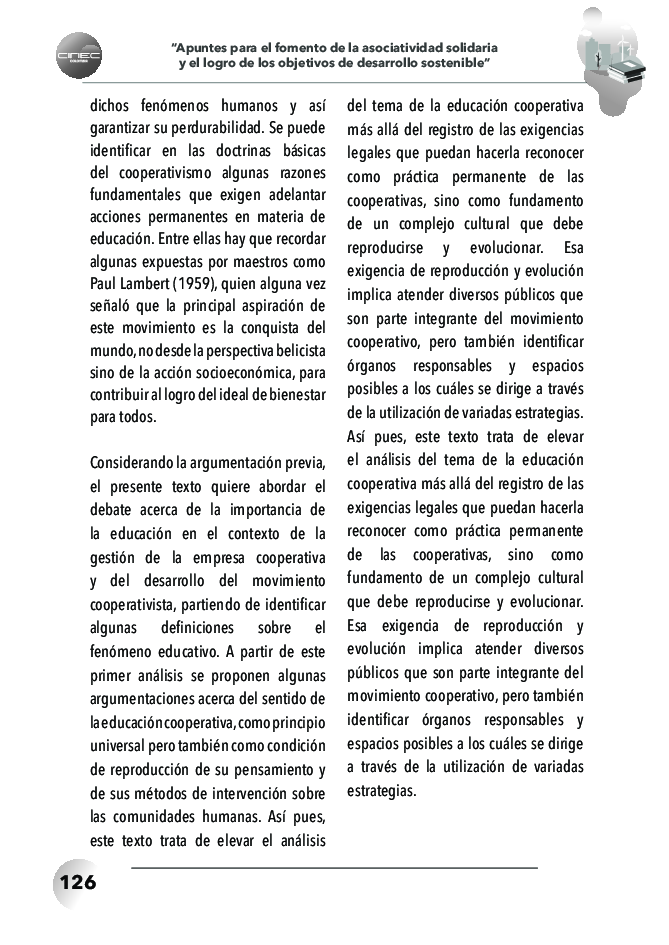 CINEC
COLOMBIA
“Apuntes para el fomento de la asociatividad solidaria
y el logro de los objetivos de desarrollo sostenible”
dichos fenómenos humanos y así
garantizar su perdurabilidad. Se puede
identificar en las doctrinas básicas
del cooperativismo algunas razones
fundamentales que exigen adelantar
acciones permanentes en materia de
educación. Entre ellas hay que recordar
algunas expuestas por maestros como
Paul Lambert (1959), quien alguna vez
señaló que la principal aspiración de
este movimiento es la conquista del
mundo, no desde la perspectiva belicista
sino de la acción socioeconómica, para
contribuir al logro del ideal de bienestar
para todos.
Considerando la argumentación previa,
el presente texto quiere abordar el
debate acerca de la importancia de
la educación en el contexto de la
gestión de la empresa cooperativa
y del desarrollo del movimiento
cooperativista, partiendo de identificar
algunas definiciones sobre el
fenómeno educativo. A partir de este
primer análisis se proponen algunas
argumentaciones acerca del sentido de
la educación cooperativa, como principio
universal pero también como condición
de reproducción de su pensamiento y
de sus métodos de intervención sobre
las comunidades humanas. Así pues,
este texto trata de elevar el análisis
del tema de la educación cooperativa
más allá del registro de las exigencias
legales que puedan hacerla reconocer
como práctica permanente de las
cooperativas, sino como fundamento
de un complejo cultural que debe
reproducirse y evolucionar. Esa
exigencia de reproducción y evolución
implica atender diversos públicos que
son parte integrante del movimiento
cooperativo, pero también identificar
órganos responsables y espacios
posibles a los cuáles se dirige a través
de la utilización de variadas estrategias.
Así pues, este texto trata de elevar
el análisis del tema de la educación
cooperativa más allá del registro de las
exigencias legales que puedan hacerla
reconocer como práctica permanente
de las cooperativas, sino como
fundamento de un complejo cultural
que debe reproducirse y evolucionar.
Esa exigencia de reproducción y
evolución implica atender diversos
públicos que son parte integrante del
movimiento cooperativo, pero también
identificar órganos responsables y
espacios posibles a los cuáles se dirige
a través de la utilización de variadas
estrategias.
126